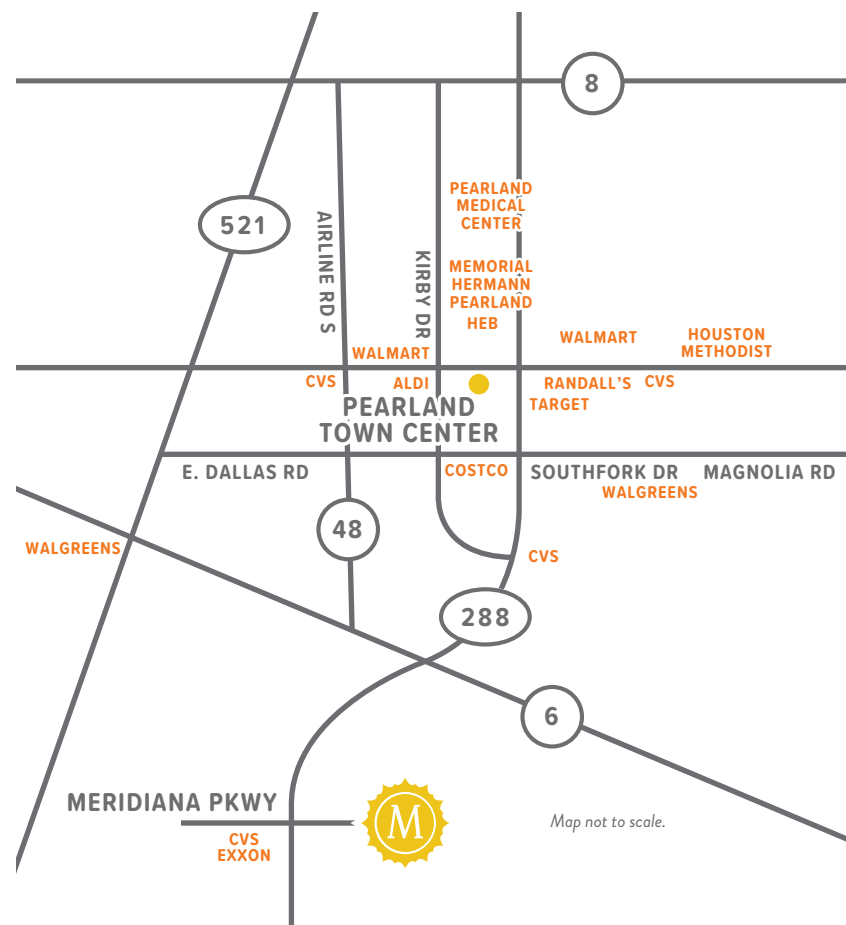 8
521
AIRLINE RD S
KIRBY DR
PEARLAND
MEDICAL
CENTER
MEMORIAL
HERMANN
PEARLAND
HEB
WALMART
HOUSTON
METHODIST
WALMART
CVS
ALDI
RANDALL'S
CVS
TARGET
PEARLAND
TOWN CENTER
E. DALLAS RD
COSTCO
SOUTHFORK DR
MAGNOLIA RD
WALGREENS
48
WALGREENS
CVS
288
6
MERIDIANA PKWY
M
Map not to scale.
CVS
EXXON